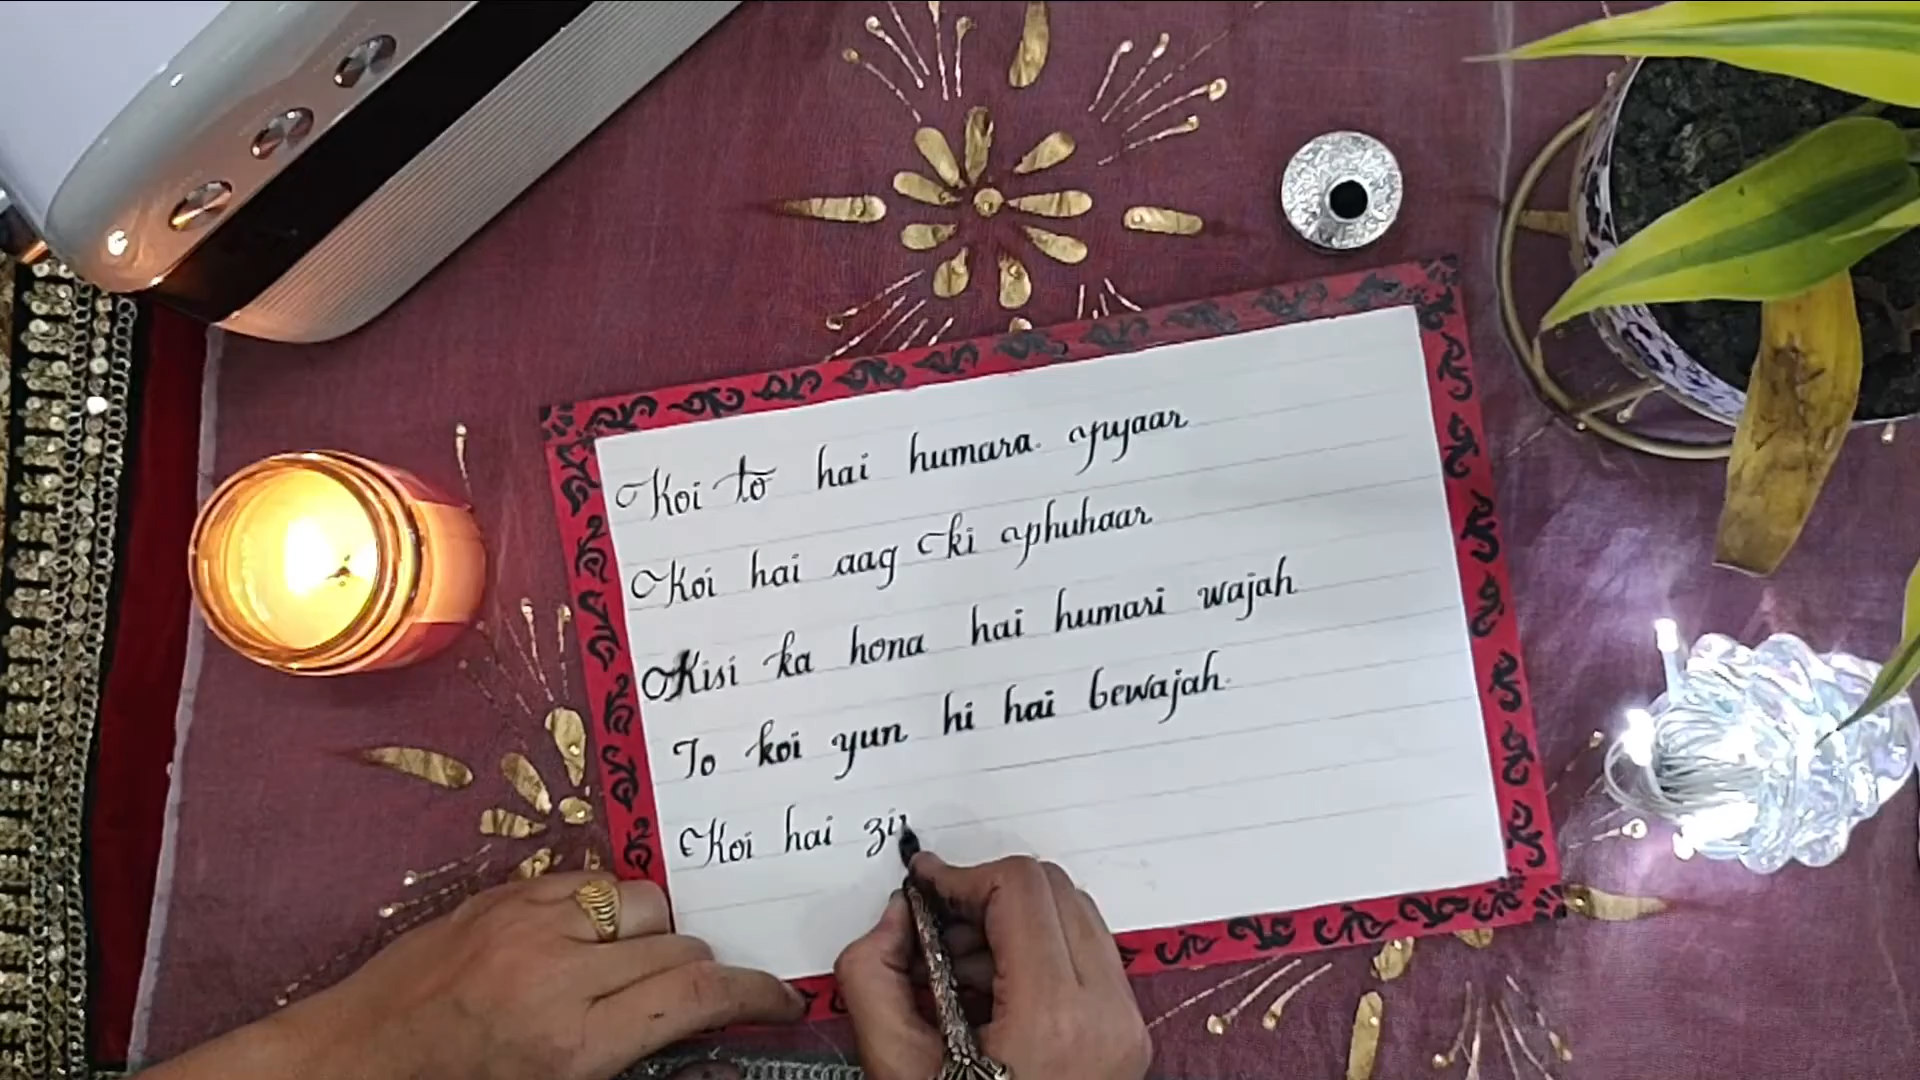 Koi to hai humara pyaar
Koi hai aag ki phuhaar
Kisi ka hona hai humari wajah
To koi yun hi hai bewajah.
Koi hai zin